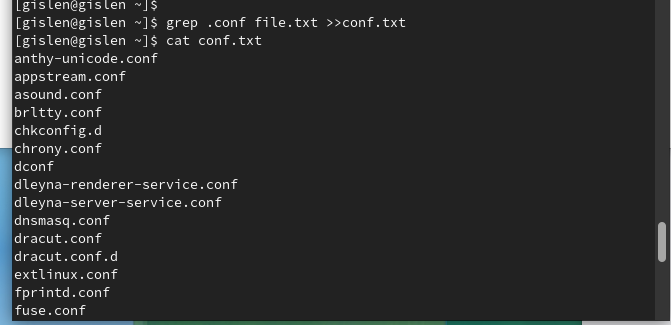 [gislen@gislen ~]$
[gislen@gislen ~]$ grep .conf file.txt >>conf.txt
[gislen@gislen ~]$ cat conf.txt
anthy-unicode.conf
appstream.conf
asound.conf
brltty.conf
chkconfig.d
chrony.conf
dconf
dleyna-renderer-service.conf
dleyna-server-service.conf
dnsmasq.conf
dracut.conf
dracut.conf.d
extlinux.conf
fprintd.conf
fuse.conf